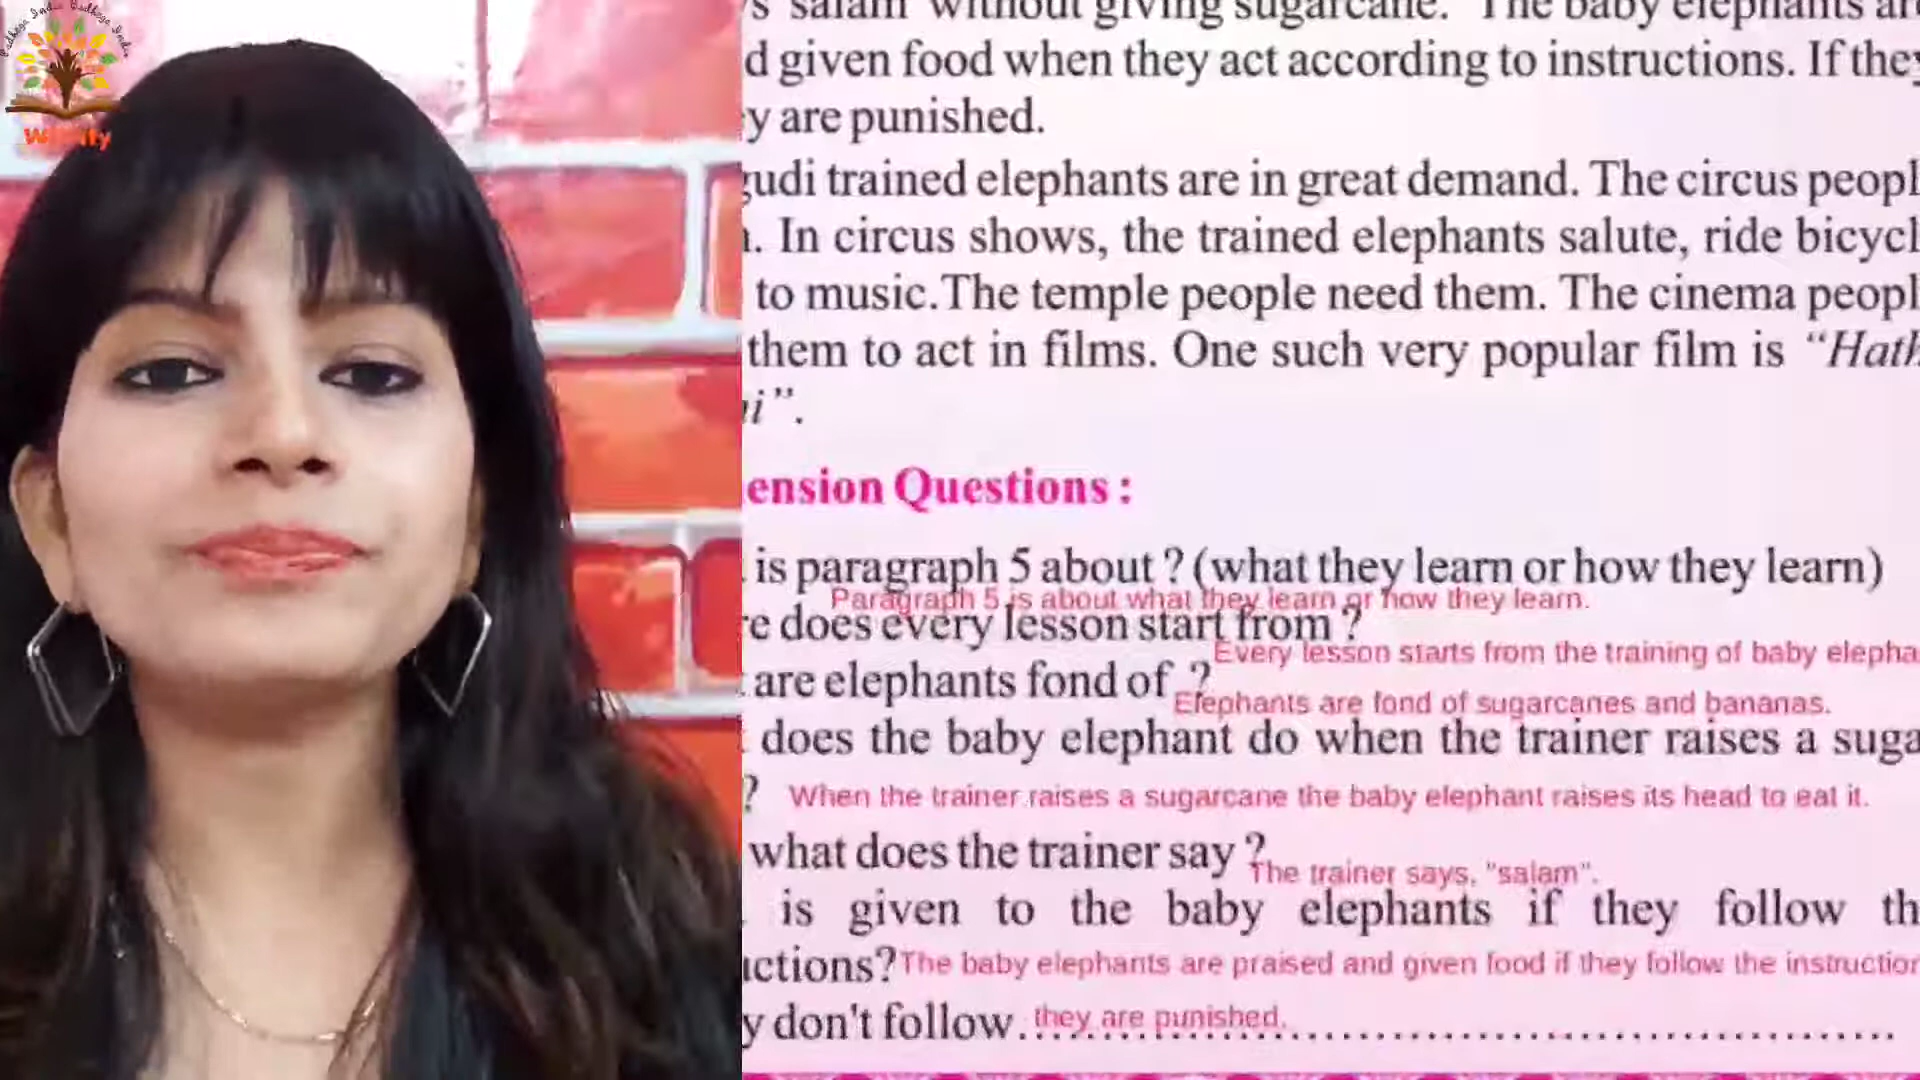 Padhega India Badhega India
Wifinity
's 'salam' without giving sugarcane. The baby elephants are
d given food when they act according to instructions. If they
y are punished.
gudi trained elephants are in great demand. The circus peopl
. In circus shows, the trained elephants salute, ride bicycl
to music.The temple people need them. The cinema peopl
them to act in films. One such very popular film is "Hath
i".
ension Questions :
is paragraph 5 about ? (what they learn or how they learn)
Paragraph 5 is about what they learn or how they learn.
re does every lesson start from ?
Every lesson starts from the training of baby elepha
are elephants fond of ?
Elephants are fond of sugarcanes and bananas.
does the baby elephant do when the trainer raises a suga
? When the trainer raises a sugarcane the baby elephant raises its head to eat it.
what does the trainer say ?
The trainer says, "salam".
is given to the baby elephants if they follow th
uctions? The baby elephants are praised and given food if they follow the instruction
y don't follow they are punished.